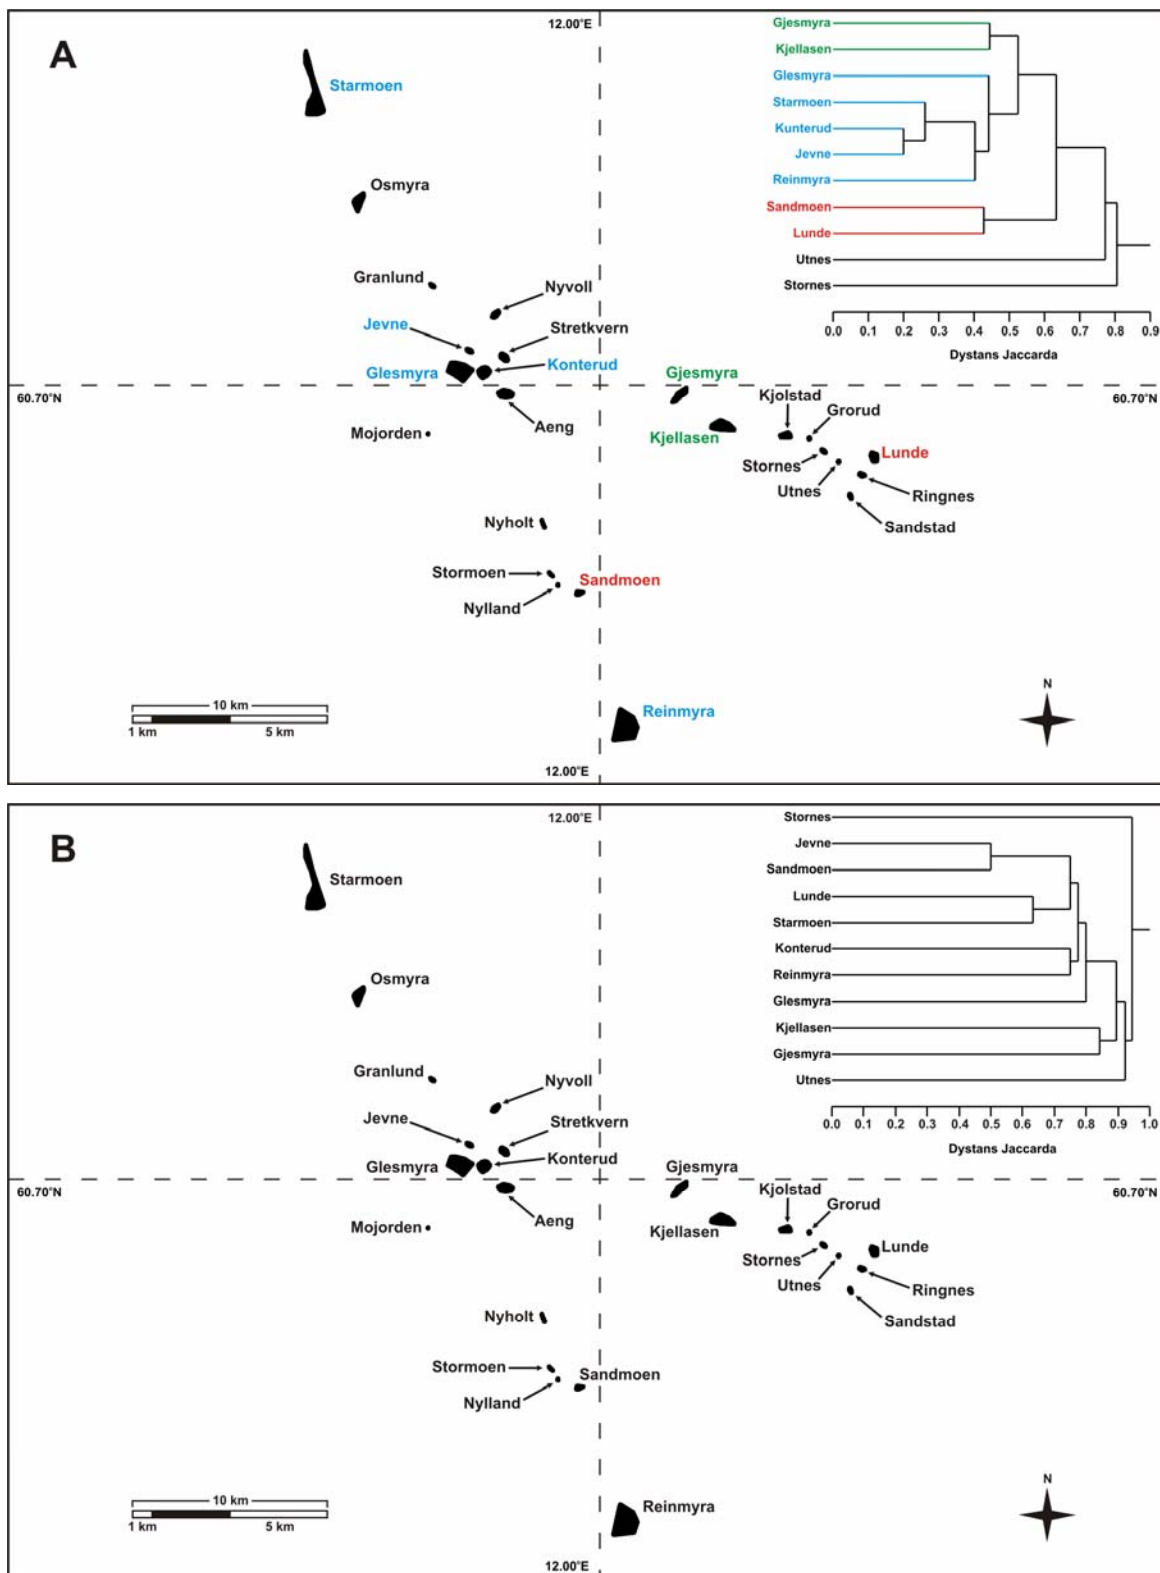 A
12.00°E
Starmoen
Osmyra
Granlund
Nyvoll
Jevne
Stretkvern
Glesmyra
Konterud
60.70°N
60.70°N
Aeng
Mojorden
Gjesmyra
Kjolstad
Grorud
Kjellasen
Lunde
Stornes
Utnes
Ringnes
Sandstad
Nyholt
Stormoen
Sandmoen
Nylland
Reinmyra
10 km
1 km
5 km
N
12.00°E
Gjesmyra
Kjellasen
Glesmyra
Starmoen
Kunterud
Jevne
Reinmyra
Sandmoen
Lunde
Utnes
Stornes
0.0 0.1 0.2 0.3 0.4 0.5 0.6 0.7 0.8 0.9
Dystans Jaccarda
B
12.00°E
Starmoen
Osmyra
Granlund
Nyvoll
Jevne
Stretkvern
Glesmyra
Konterud
60.70°N
60.70°N
Aeng
Mojorden
Gjesmyra
Kjolstad
Grorud
Kjellasen
Lunde
Stornes
Utnes
Ringnes
Sandstad
Nyholt
Stormoen
Sandmoen
Nylland
Reinmyra
10 km
1 km
5 km
N
12.00°E
Stornes
Jevne
Sandmoen
Lunde
Starmoen
Konterud
Reinmyra
Glesmyra
Kjellasen
Gjesmyra
Utnes
0.0 0.1 0.2 0.3 0.4 0.5 0.6 0.7 0.8 0.9 1.0
Dystans Jaccarda